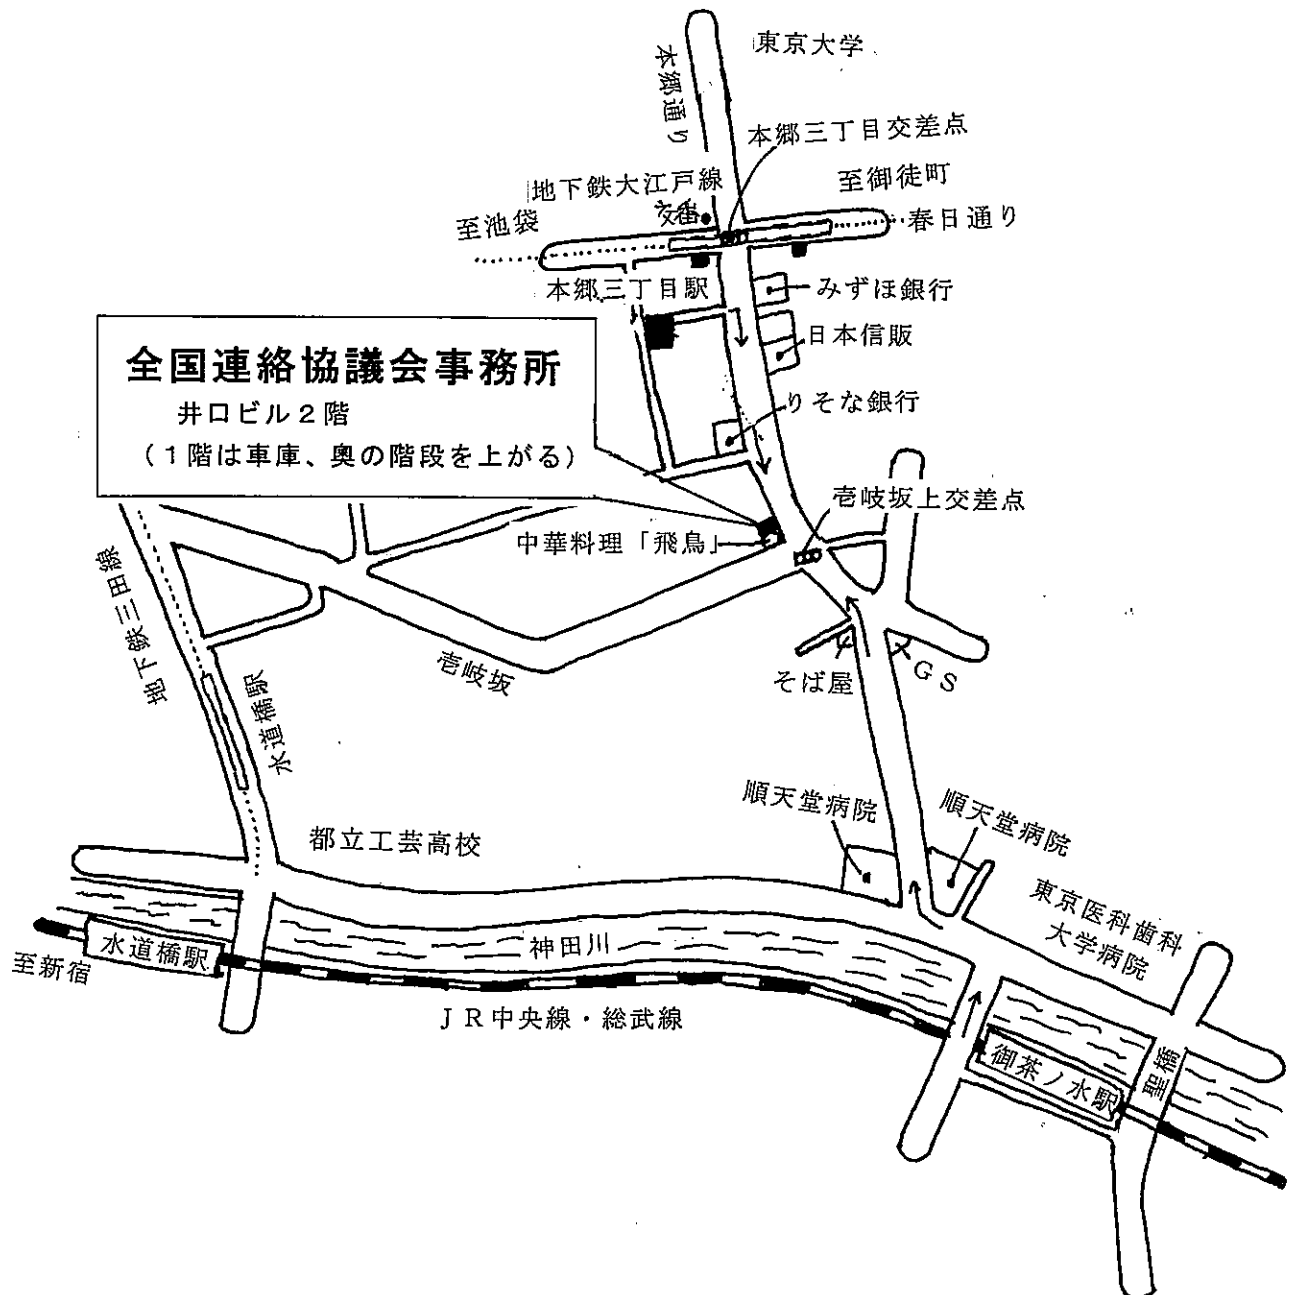 東京大学
本郷通り
本郷三丁目交差点
地下鉄大江戸線
至御徒町
交番
至池袋
春日通り
本郷三丁目駅
みずほ銀行
日本信販
全国連絡協議会事務所
井口ビル2階
(1階は車庫、奥の階段を上がる)
りそな銀行
壱岐坂上交差点
中華料理「飛鳥」
地下鉄三田線
壱岐坂
そば屋
GS
水道橋駅
順天堂病院
順天堂病院
都立工芸高校
東京医科歯科
大学病院
神田川
水道橋駅
至新宿
JR中央線・総武線
御茶ノ水駅
聖橋